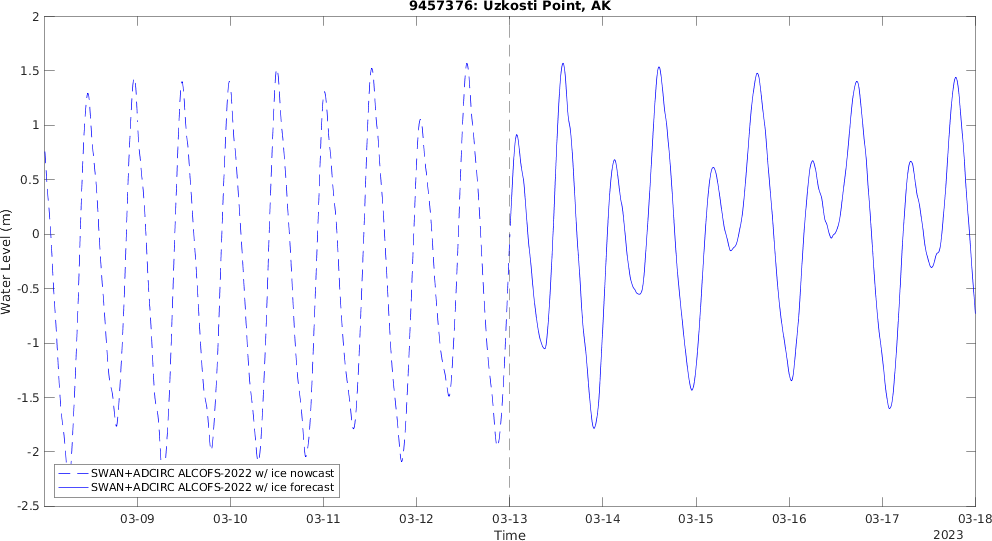 9457376: Uzkosti Point, AK
2
1.5
1
0.5
0
-0.5
-1
-1.5
-2
-2.5
Water Level (m)
SWAN+ADCIRC ALCOFS-2022 w/ ice nowcast
SWAN+ADCIRC ALCOFS-2022 w/ ice forecast
03-09 03-10 03-11 03-12 03-13 03-14 03-15 03-16 03-17 03-18
Time
2023